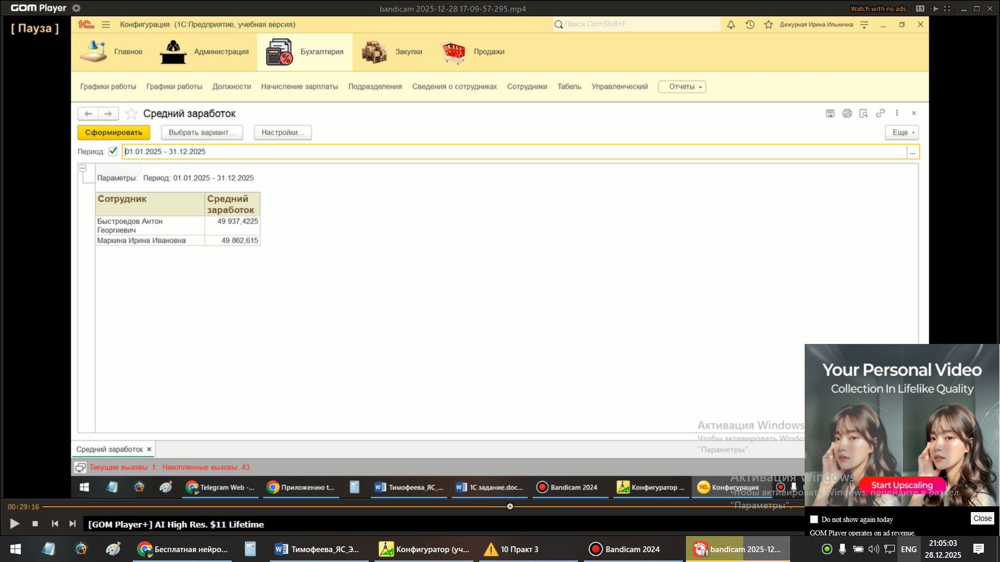 GOM Player
bandicam 2025-12-28 17-09-57-295.mp4
Watch with no ads
[ Пауза ]
Конфигурация (1С:Предприятие, учебная версия)
Поиск Ctrl+Shift+F
Дежурная Ирина Ильинична
Главное
Администрация
Бухгалтерия
Закупки
Продажи
Графики работы Графики работы Должности Начисление зарплаты Подразделения Сведения о сотрудниках Сотрудники Табель Управленческий Отчеты
Средний заработок
Сформировать Выбрать вариант... Настройки... Еще
Период: 01.01.2025 - 31.12.2025 ...
Параметры: Период: 01.01.2025 - 31.12.2025
Сотрудник Средний заработок
Быстроедов Антон Георгиевич 49 937,4225
Маркина Ирина Ивановна 49 862,615
Активация Windows
Чтобы активировать Windo
"Параметры".
Средний заработок
Текущие вызовы: 1 Накопленные вызовы: 43
Telegram Web -...
Приложению t...
Тимофеева_ЯС_...
1С задание.doc...
Bandicam 2024
Конфигуратор ...
Конфигурация
Your Personal Video
Collection In Lifelike Quality
Start Upscaling
Активация Windows
Чтобы активировать Windows, перейдите в раздел
"Параметры".
Do not show again today
Close
GOM Player operates on ad revenue.
00:29:16
[GOM Player+] AI High Res. $11 Lifetime
Бесплатная нейро...
Тимофеева_ЯС_Э...
Конфигуратор (уч...
10 Практ 3
Bandicam 2024
bandicam 2025-12...
ENG
21:05:03
28.12.2025